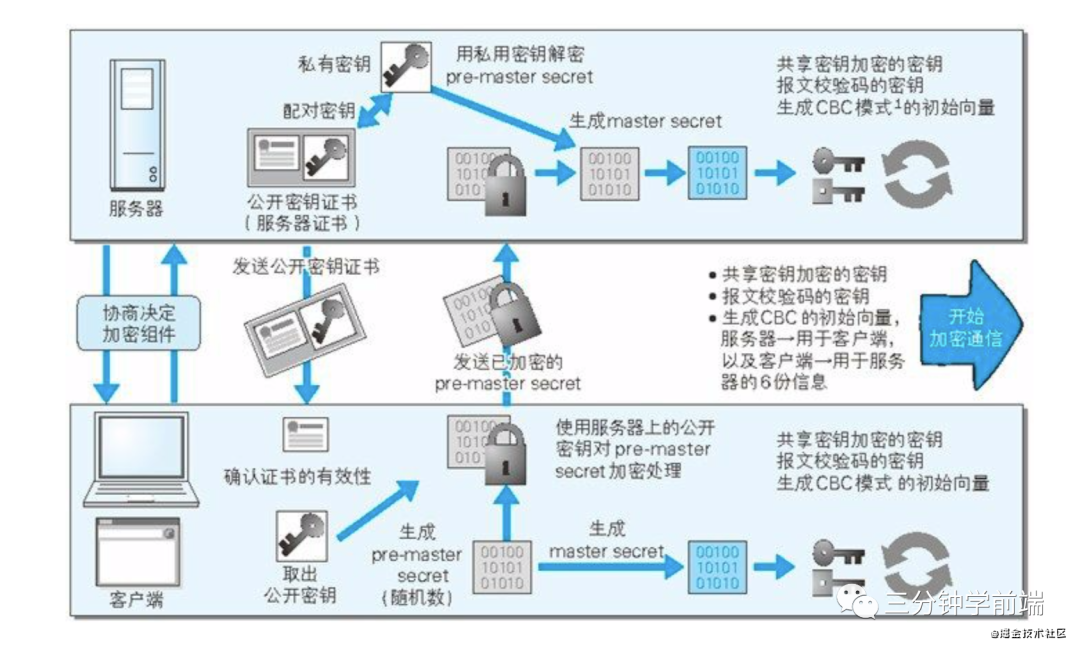 私有密钥
用私用密钥解密
pre-master secret
配对密钥
生成master secret
共享密钥加密的密钥
报文校验码的密钥
生成CBC模式1的初始向量
00100
1010
0101
00100
10101
01010
00100
10101
01010
服务器
公开密钥证书
(服务器证书)
协商决定
加密组件
发送公开密钥证书
00100
1010
010
发送已加密的
pre-master secret
•共享密钥加密的密钥
•报文校验码的密钥
•生成CBC的初始向量,
服务器→用于客户端,
以及客户端→用于服务
器的6份信息
开始
加密通信
确认证书的有效性
00100
1010
0101
使用服务器上的公开
密钥对pre-master
secret加密处理
共享密钥加密的密钥
报文校验码的密钥
生成CBC模式 的初始向量
取出
公开密钥
生成
pre-master
secret
(随机数)
00100
10101
01010
生成
master secret
00100
10101
01010
客户端
三分钟学前端
@掘金技术社区